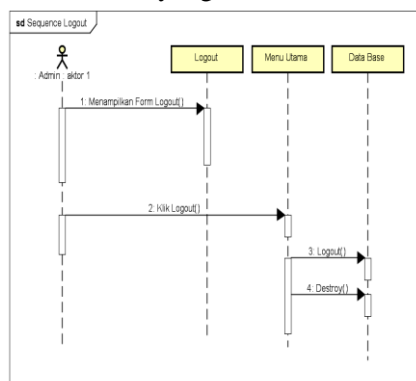 sd Sequence Logout
: Admin : aktor 1
Logout
Menu Utama
Data Base
1: Menampilkan Form Logout()
2: Klik Logout()
3: Logout()
4: Destroy()